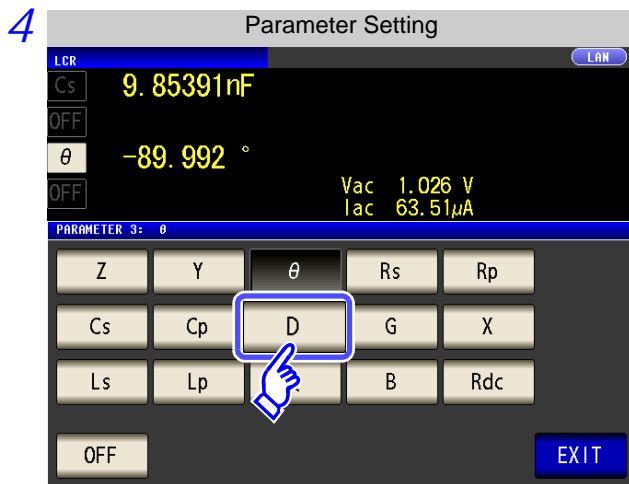 4 Parameter Setting
LCR LAN
Cs 9.85391nF
OFF
θ -89.992 °
OFF
Vac 1.026 V
Iac 63.51μA
PARAMETER 3: θ
Z Y θ Rs Rp
Cs Cp D G X
Ls Lp B Rdc
OFF EXIT